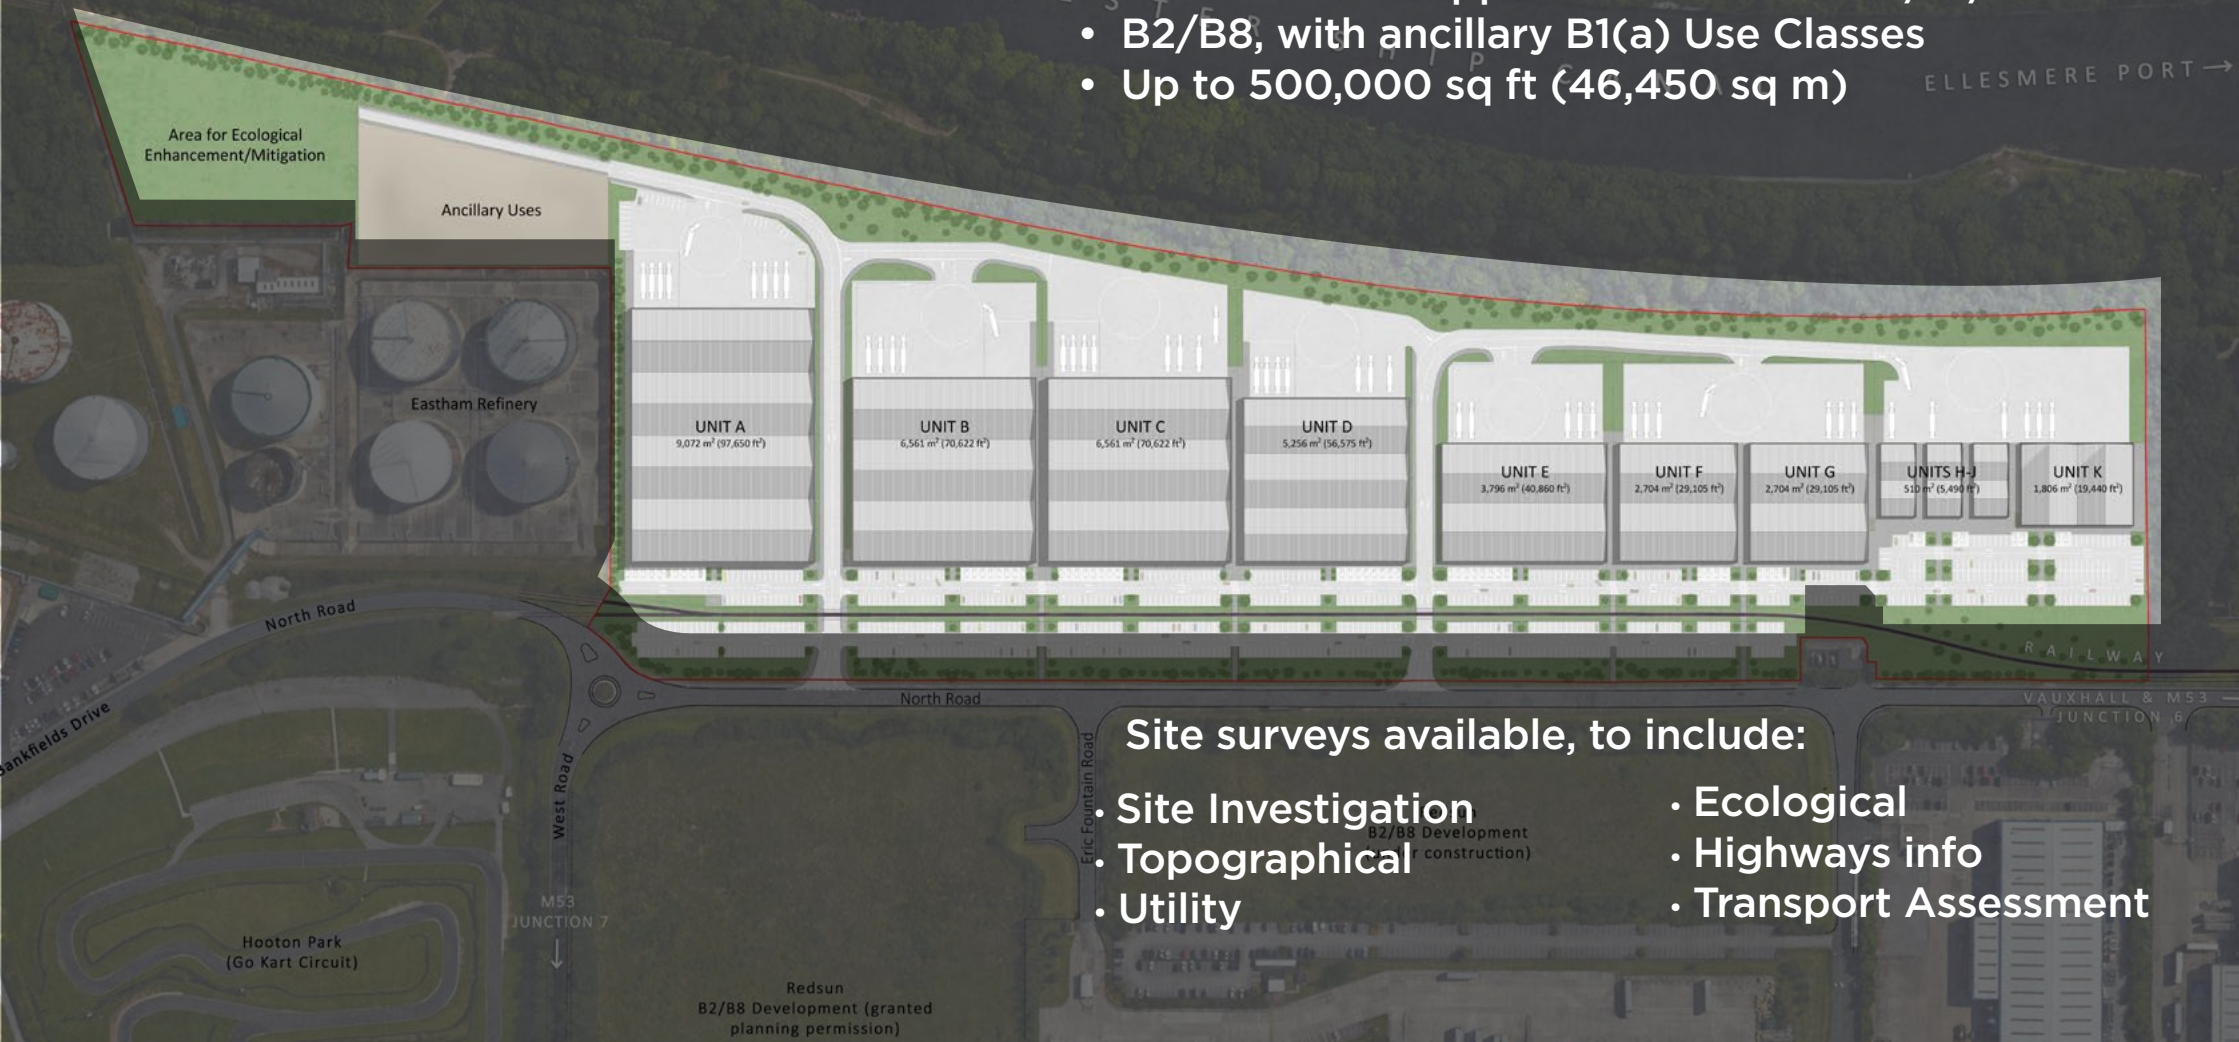 • B2/B8, with ancillary B1(a) Use Classes
• Up to 500,000 sq ft (46,450 sq m)
SHIP
ELLESMERE PORT →
Area for Ecological
Enhancement/Mitigation
Ancillary Uses
Eastham Refinery
UNIT A
9,072 m² (97,650 ft²)
UNIT B
6,561 m² (70,622 ft²)
UNIT C
6,561 m² (70,622 ft²)
UNIT D
5,256 m² (56,575 ft²)
UNIT E
3,796 m² (40,860 ft²)
UNIT F
2,704 m² (29,105 ft²)
UNIT G
2,704 m² (29,105 ft²)
UNITS H-J
510 m² (5,490 ft²)
UNIT K
1,806 m² (19,440 ft²)
North Road
RAILWAY
North Road
VAUXHALL & M53
JUNCTION 6
Bankfields Drive
West Road
Eric Fountain Road
Site surveys available, to include:
• Site Investigation
• Topographical
• Utility
• Ecological
• Highways info
• Transport Assessment
B2/B8 Development
construction)
M53
JUNCTION 7
↓
Hooton Park
(Go Kart Circuit)
Redsun
B2/B8 Development (granted
planning permission)